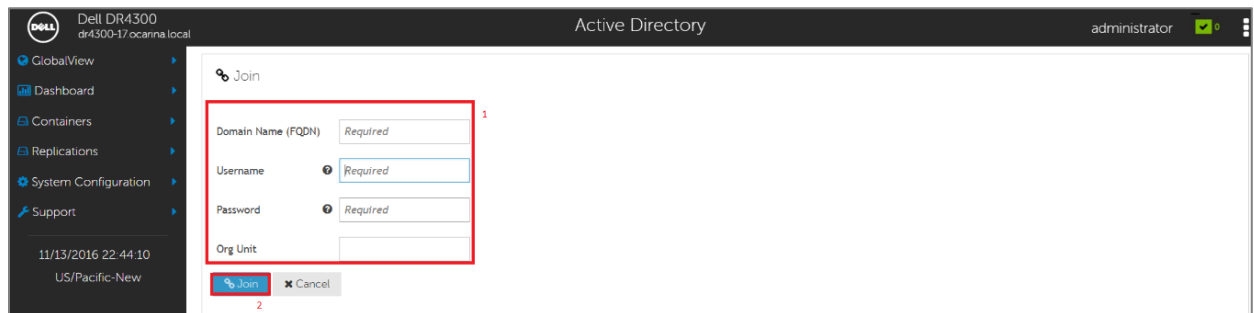 DELL
Dell DR4300
dr4300-17.ocarina.local
Active Directory
administrator
0
GlobalView
Dashboard
Containers
Replications
System Configuration
Support
11/13/2016 22:44:10
US/Pacific-New
Join
1
Domain Name (FQDN) Required
Username Required
Password Required
Org Unit
Join Cancel
2